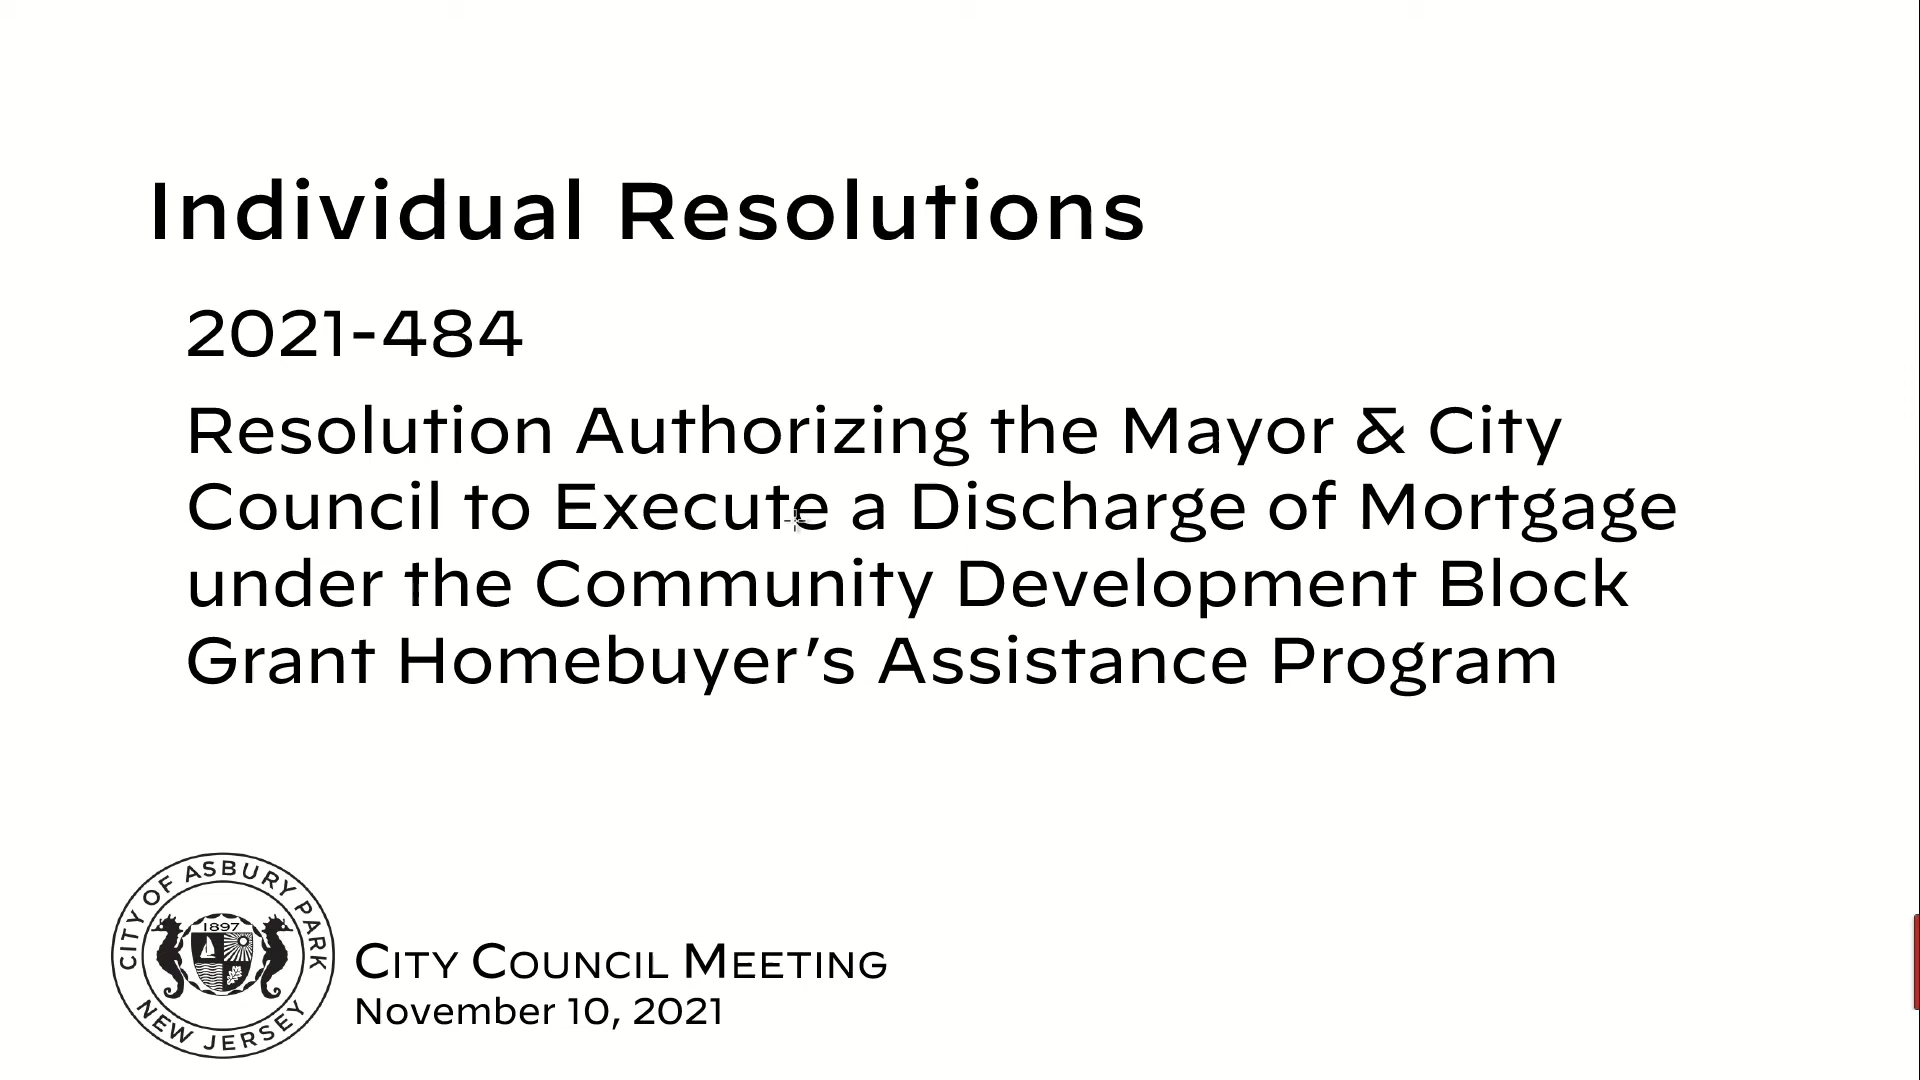 Individual Resolutions
2021-484
Resolution Authorizing the Mayor & City
Council to Execute a Discharge of Mortgage
under the Community Development Block
Grant Homebuyer’s Assistance Program
CITY OF ASBURY PARK
1897
NEW JERSEY
CITY COUNCIL MEETING
November 10, 2021